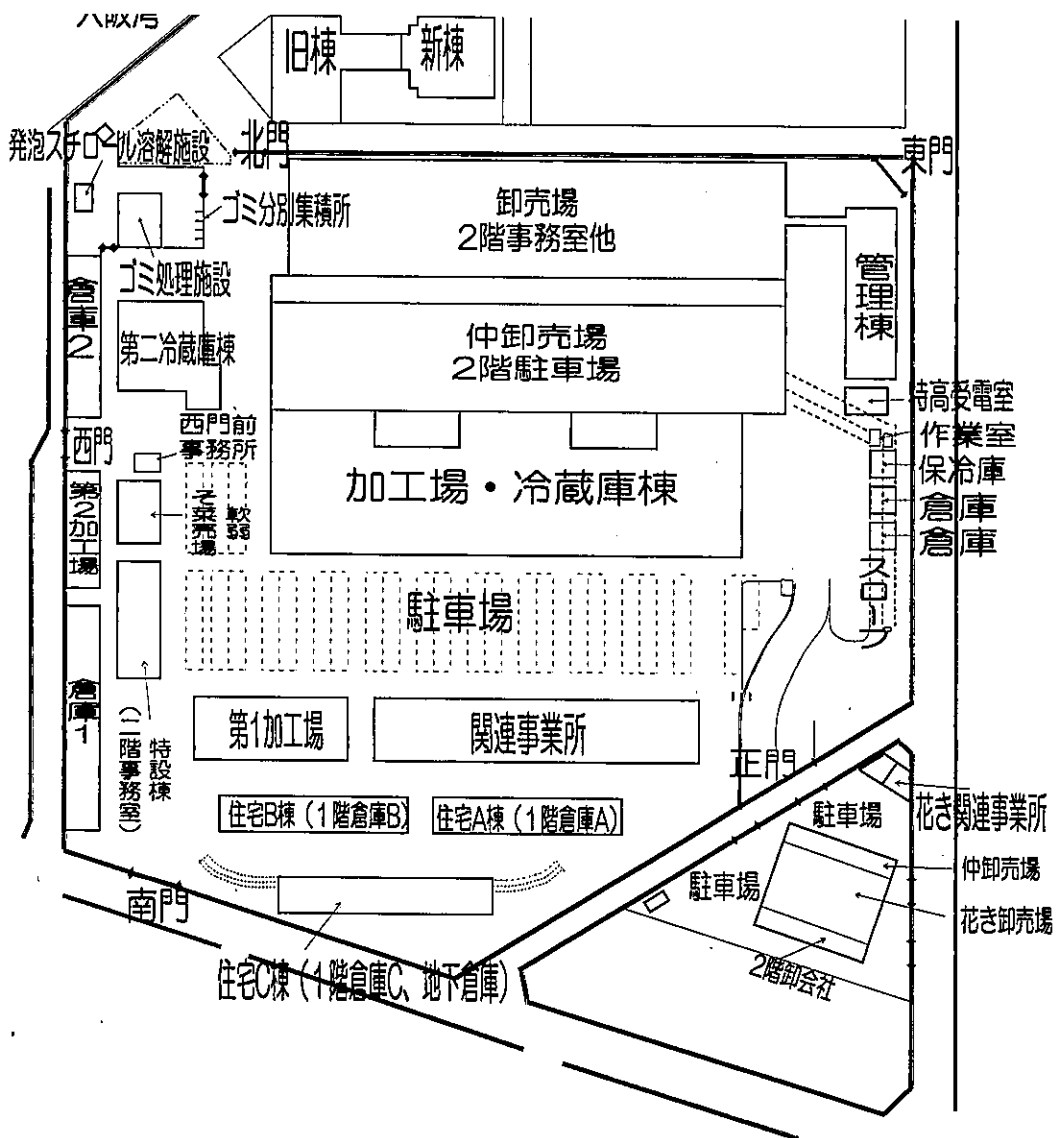 大阪湾
旧棟
新棟
発泡スチロール溶解施設
北門
東門
ゴミ分別集積所
卸売場
2階事務室他
ゴミ処理施設
管理棟
倉庫2
第二冷蔵庫棟
仲卸売場
2階駐車場
特高受電室
西門前
事務所
作業室
西門
保冷庫
加工場・冷蔵庫棟
倉庫
倉庫
第2加工場
軟弱
そ菜売場
スロープ
駐車場
倉庫1
第1加工場
関連事業所
特設棟
(二階事務室)
正門
住宅B棟(1階倉庫B)
住宅A棟(1階倉庫A)
駐車場
花き関連事業所
仲卸売場
駐車場
花き卸売場
南門
2階卸会社
住宅C棟(1階倉庫C、地下倉庫)